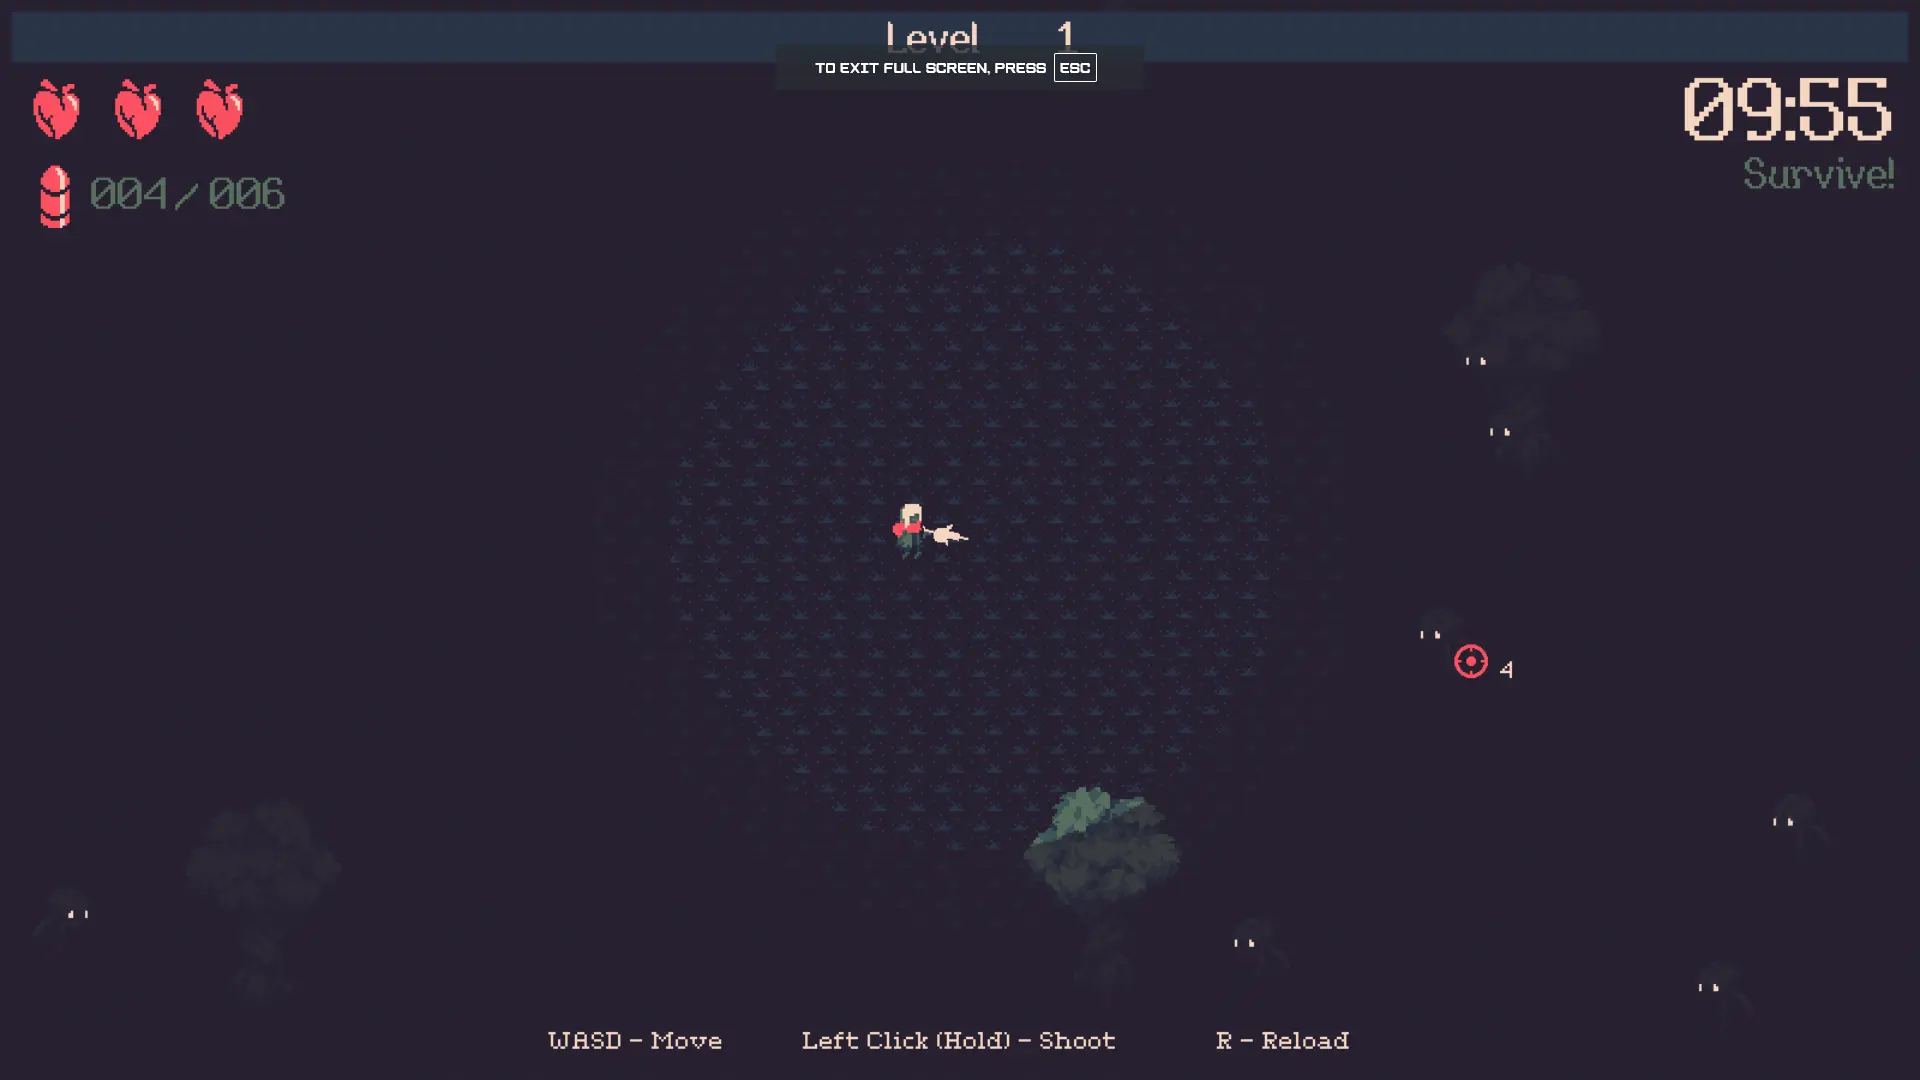 Level 1
TO EXIT FULL SCREEN, PRESS ESC
09:55
Survive!
004/006
4
WASD - Move Left Click (Hold) - Shoot R - Reload